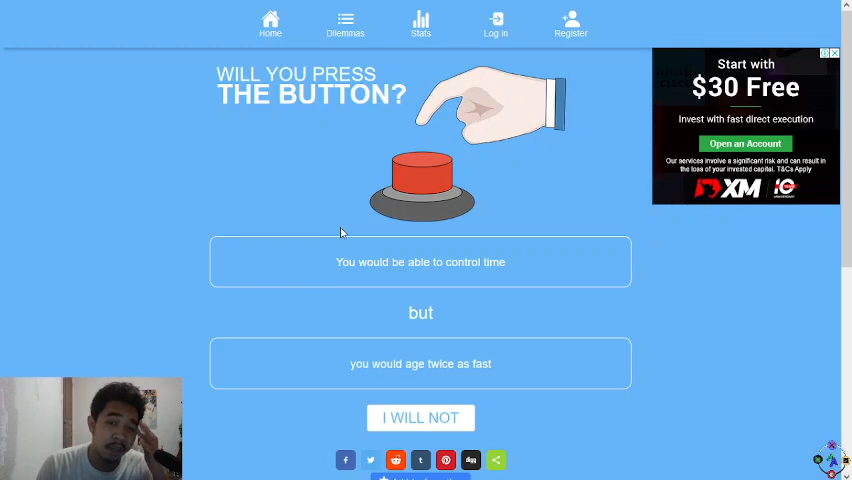 Home
Dilemmas
Stats
Log in
Register
WILL YOU PRESS
THE BUTTON?
Start with
$30 Free
Invest with fast direct execution
Open an Account
Our services involve a significant risk and can result in
the loss of your invested capital. T&Cs Apply
XM
10
You would be able to control time
but
you would age twice as fast
I WILL NOT
f
t
digg